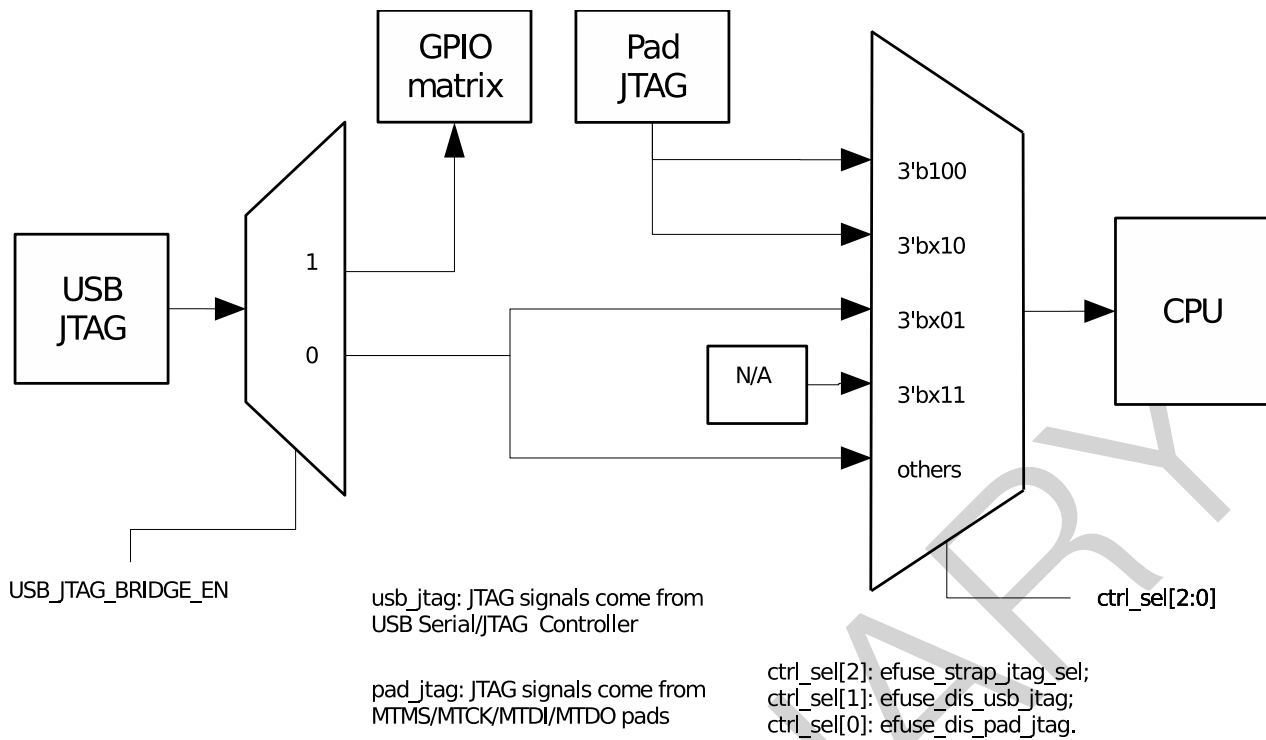 GPIO
matrix
Pad
JTAG
USB
JTAG
1
0
3'b100
3'bx10
3'bx01
3'bx11
others
N/A
CPU
USB_JTAG_BRIDGE_EN
ctrl_sel[2:0]
usb_jtag: JTAG signals come from
USB Serial/JTAG Controller
pad_jtag: JTAG signals come from
MTMS/MTCK/MTDI/MTDO pads
ctrl_sel[2]: efuse_strap_jtag_sel;
ctrl_sel[1]: efuse_dis_usb_jtag;
ctrl_sel[0]: efuse_dis_pad_jtag.